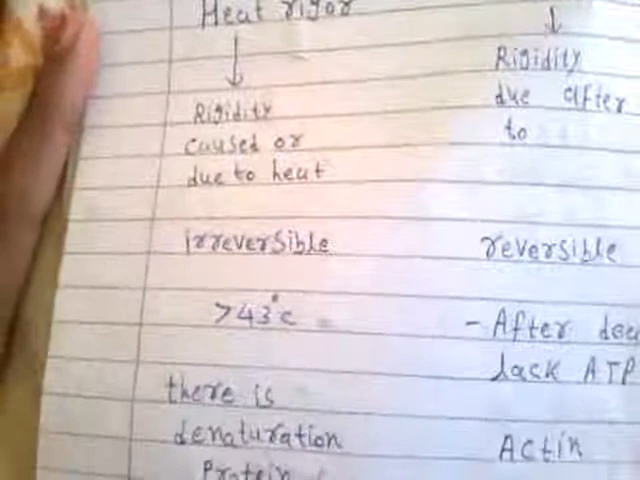 Heat rigor
Rigidity
caused or
due to heat
irreversible
>43°c
there is
denaturation
Protein
Rigidity
due after
to
reversible
- After
lack ATP
Actin